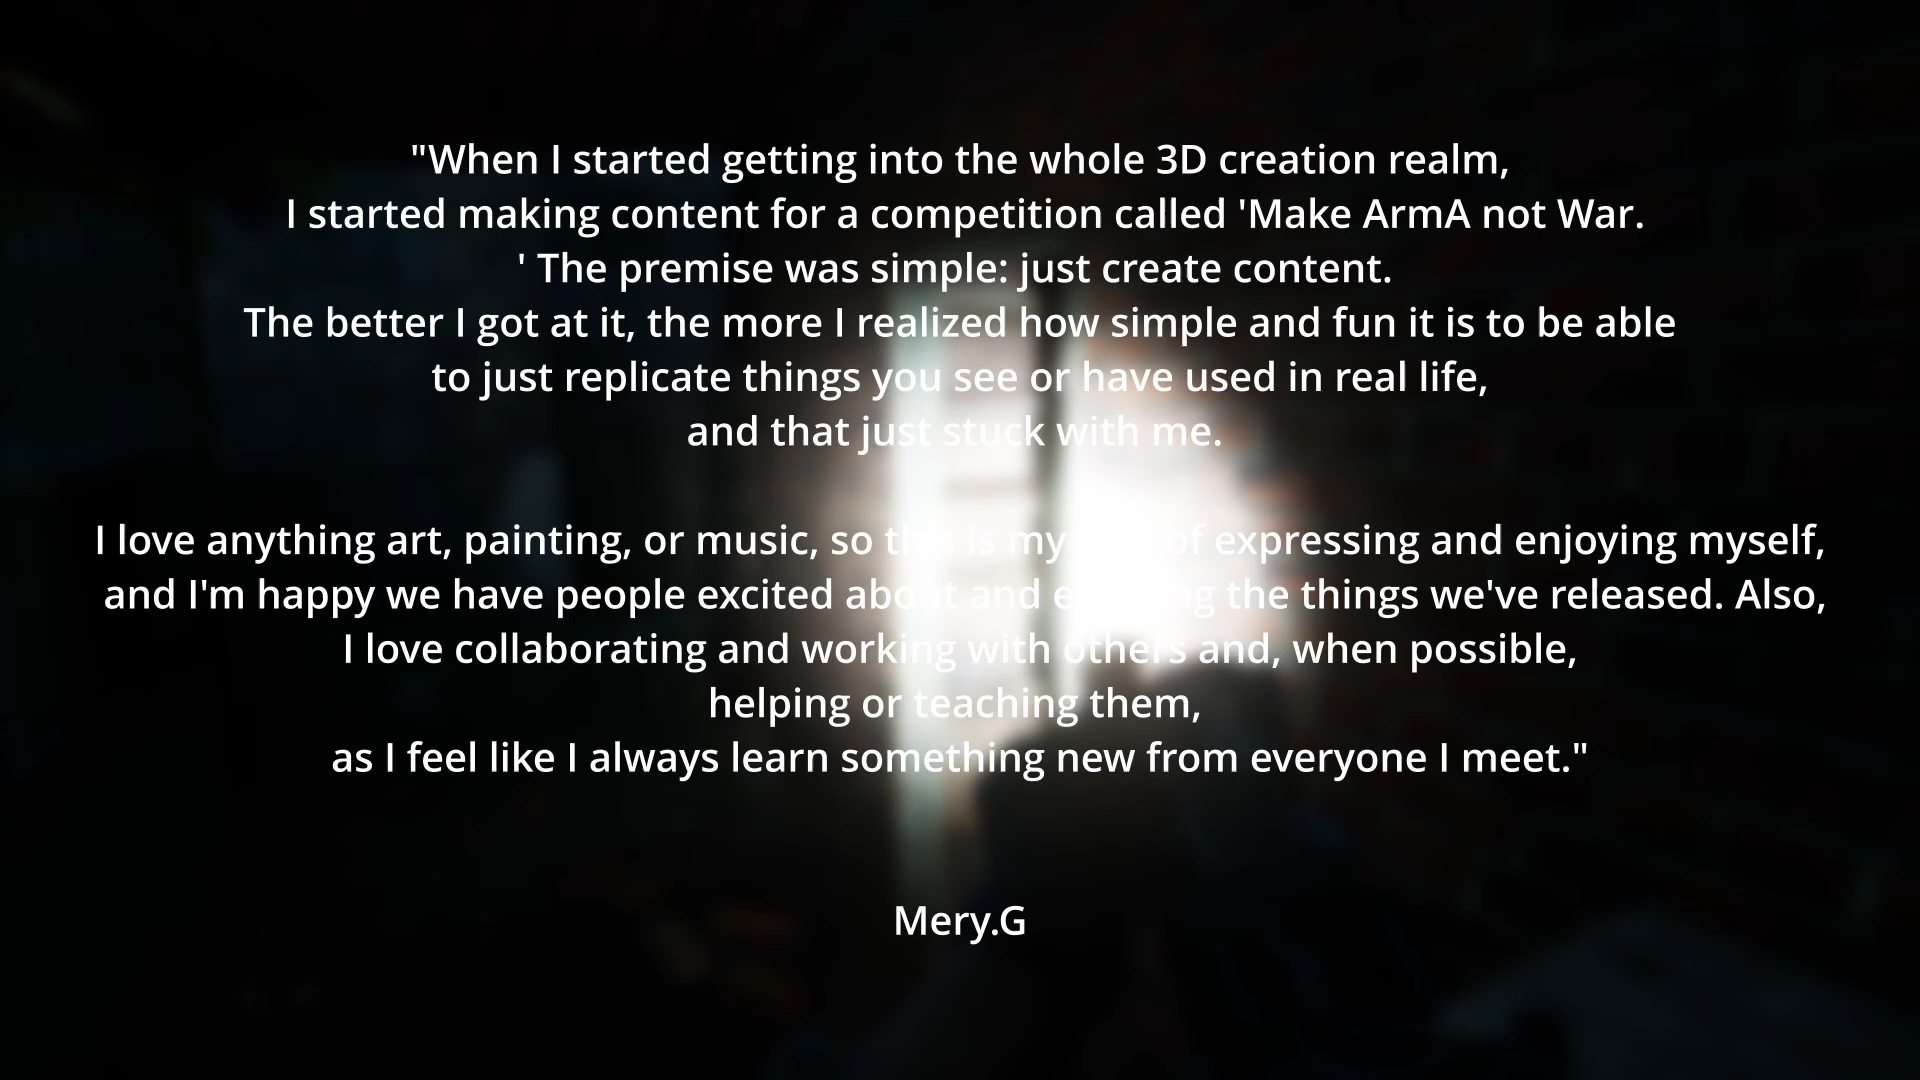 "When I started getting into the whole 3D creation realm,
I started making content for a competition called 'Make ArmA not War.
' The premise was simple: just create content.
The better I got at it, the more I realized how simple and fun it is to be able
to just replicate things you see or have used in real life,
and that just stuck with me.
I love anything art, painting, or music, so this is my of expressing and enjoying myself,
and I'm happy we have people excited about and the things we've released. Also,
I love collaborating and working with others and, when possible,
helping or teaching them,
as I feel like I always learn something new from everyone I meet."
Mery.G